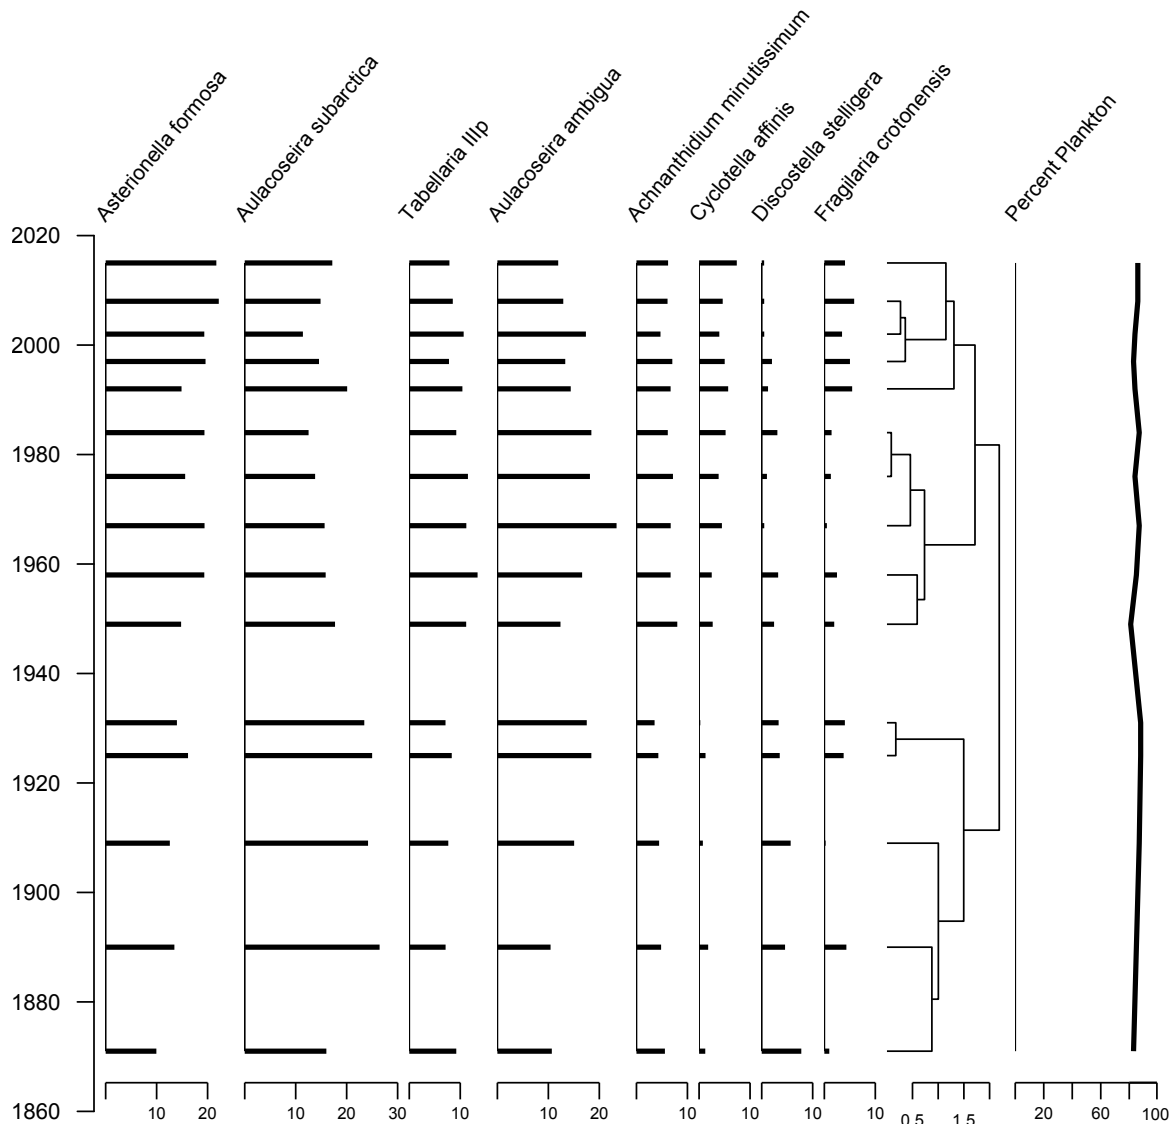 Asterionella formosa
Aulacoseira subarctica
Tabellaria IIIp
Aulacoseira ambigua
Achnanthidium minutissimum
Cyclotella affinis
Discostella stelligera
Fragilaria crotonensis
Percent Plankton
2020
2000
1980
1960
1940
1920
1900
1880
1860
10 20 10 20 30 10 10 20 10 10 10 10 0.5 1.5 20 60 100